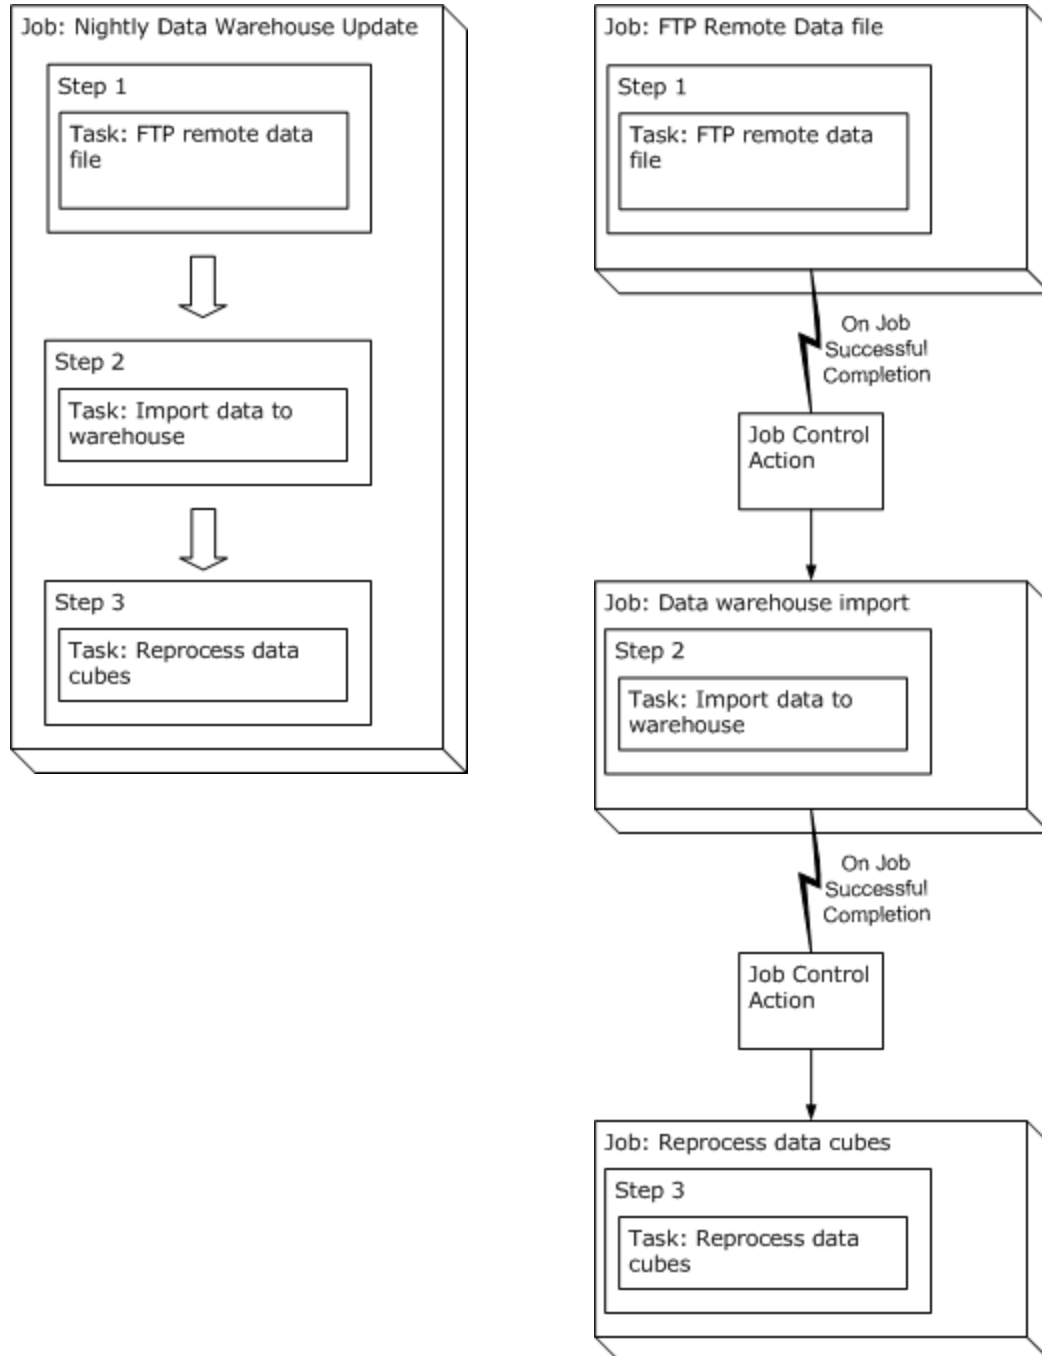 Job: Nightly Data Warehouse Update
Step 1
Task: FTP remote data
file
Step 2
Task: Import data to
warehouse
Step 3
Task: Reprocess data
cubes
Job: FTP Remote Data file
Step 1
Task: FTP remote data
file
On Job
Successful
Completion
Job Control
Action
Job: Data warehouse import
Step 2
Task: Import data to
warehouse
On Job
Successful
Completion
Job Control
Action
Job: Reprocess data cubes
Step 3
Task: Reprocess data
cubes